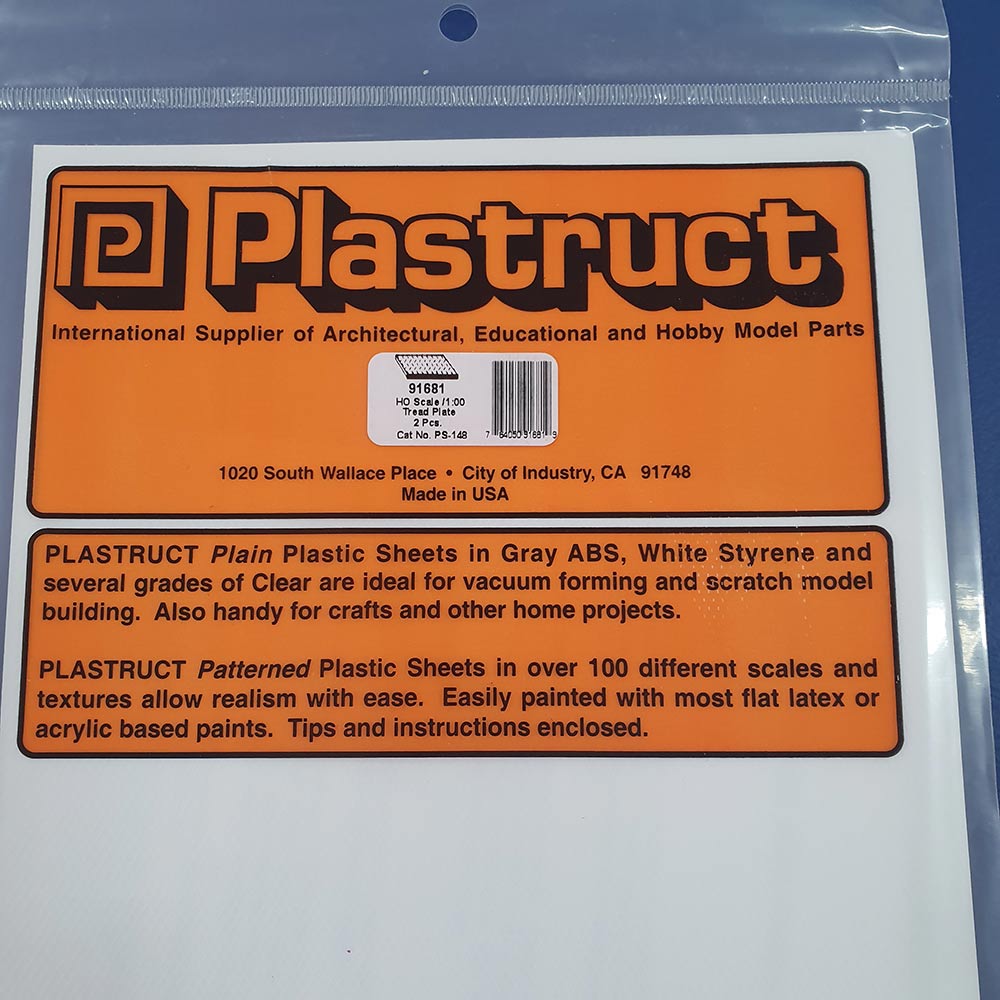 P Plastruct
International Supplier of Architectural, Educational and Hobby Model Parts
91681
HO Scale /1:00
Tread Plate
2 Pcs.
Cat No. PS-148
7 64050 91681 9
1020 South Wallace Place • City of Industry, CA 91748
Made in USA
PLASTRUCT Plain Plastic Sheets in Gray ABS, White Styrene and
several grades of Clear are ideal for vacuum forming and scratch model
building. Also handy for crafts and other home projects.
PLASTRUCT Patterned Plastic Sheets in over 100 different scales and
textures allow realism with ease. Easily painted with most flat latex or
acrylic based paints. Tips and instructions enclosed.